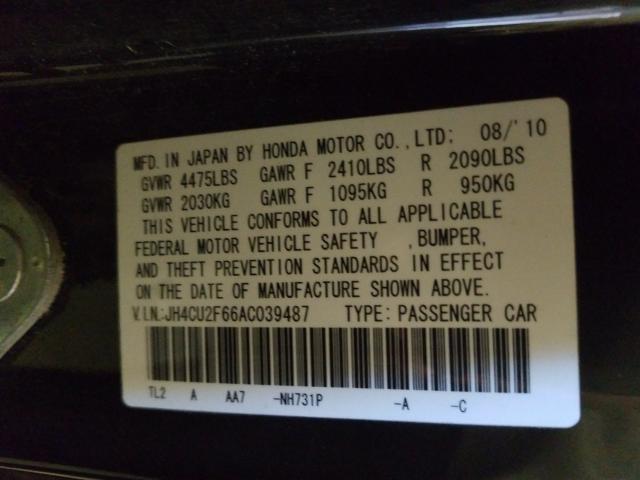 MFD. IN JAPAN BY HONDA MOTOR CO., LTD; 08/'10
GVWR 4475LBS GAWR F 2410LBS R 2090LBS
GVWR 2030KG GAWR F 1095KG R 950KG
THIS VEHICLE CONFORMS TO ALL APPLICABLE
FEDERAL MOTOR VEHICLE SAFETY , BUMPER,
AND THEFT PREVENTION STANDARDS IN EFFECT
ON THE DATE OF MANUFACTURE SHOWN ABOVE.
V.I.N.:JH4CU2F66AC039487 TYPE: PASSENGER CAR
TL2 A AA7 -NH731P -A -C